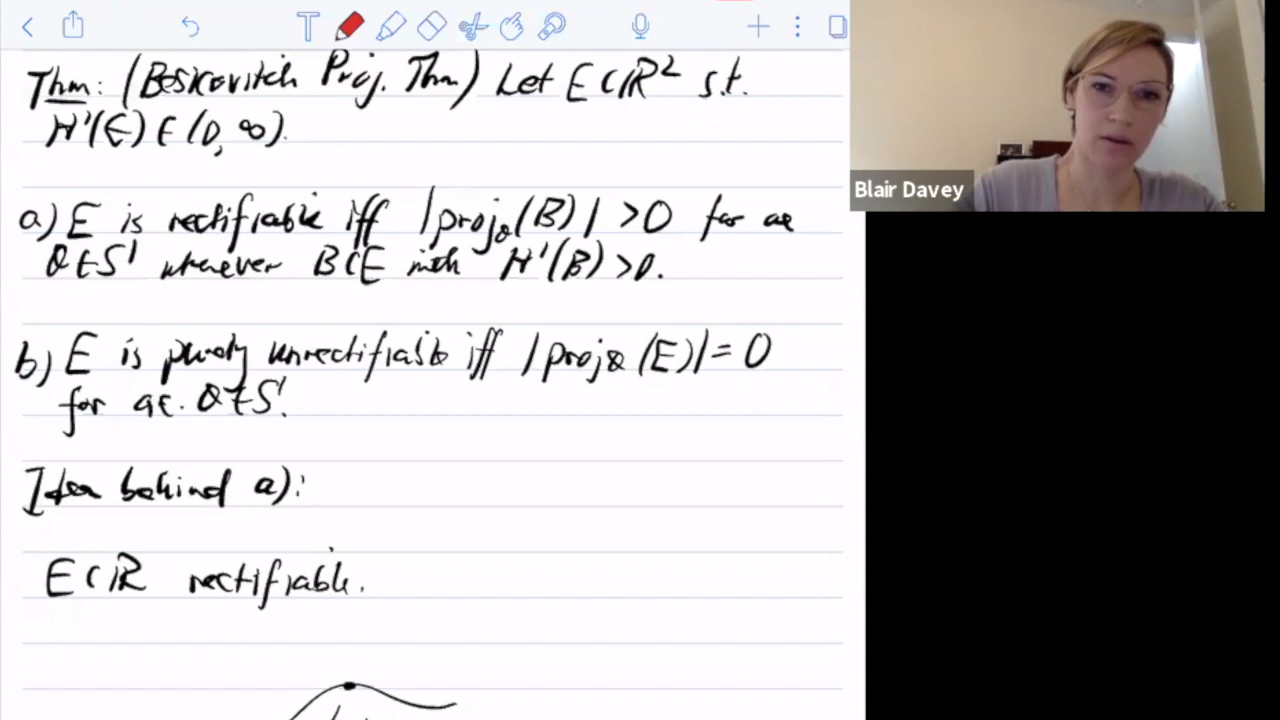 Thm: (Besicovitch Proj. Thm) Let E⊂ℝ² s.t.
H¹(E)∈(0,∞).
Blair Davey
a) E is rectifiable iff |proj_θ(B)| >0 for ae
θ∈S¹ whenever B⊂E with H¹(B)>0.
b) E is purely unrectifiable iff |proj_θ(E)|=0
for ae. θ∈S¹.
Idea behind a):
E⊂ℝ rectifiable.